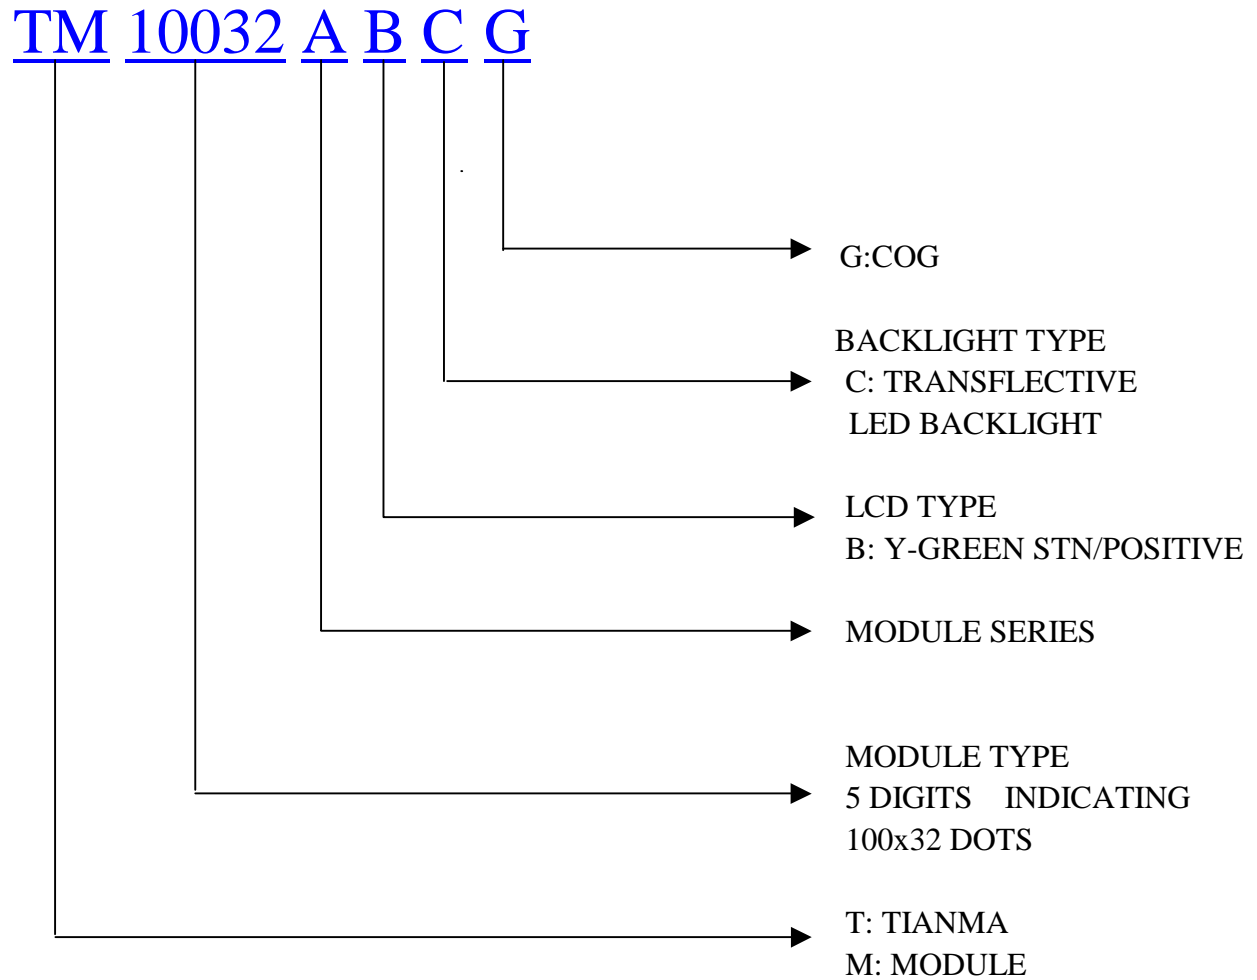 TM 10032 A B C G
G:COG
BACKLIGHT TYPE
C: TRANSFLECTIVE
LED BACKLIGHT
LCD TYPE
B: Y-GREEN STN/POSITIVE
MODULE SERIES
MODULE TYPE
5 DIGITS INDICATING
100x32 DOTS
T: TIANMA
M: MODULE